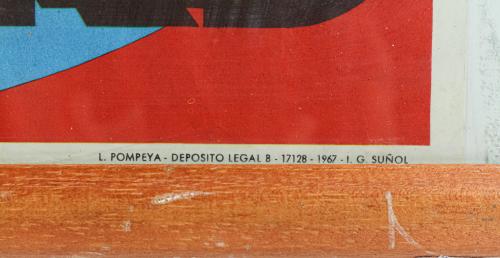 L. POMPEYA - DEPOSITO LEGAL B - 17128 - 1967 - I. G. SUÑOL